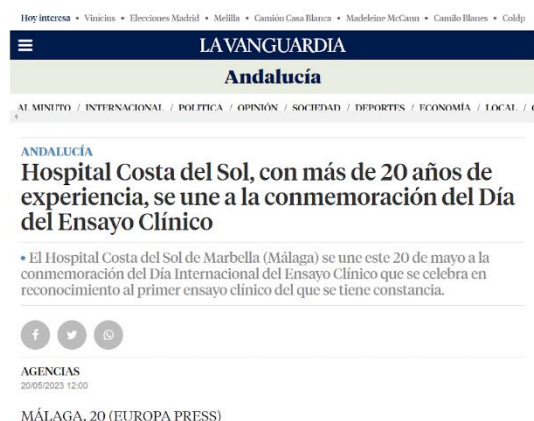 Hoy interesa • Vinicius • Elecciones Madrid • Melilla • Camión Casa Blanca • Madeleine McCann • Camilo Blanes • Coldp
LA VANGUARDIA
Andalucía
AL MINUTO / INTERNACIONAL / POLÍTICA / OPINIÓN / SOCIEDAD / DEPORTES / ECONOMÍA / LOCAL /
ANDALUCÍA
Hospital Costa del Sol, con más de 20 años de
experiencia, se une a la conmemoración del Día
del Ensayo Clínico
• El Hospital Costa del Sol de Marbella (Málaga) se une este 20 de mayo a la
conmemoración del Día Internacional del Ensayo Clínico que se celebra en
reconocimiento al primer ensayo clínico del que se tiene constancia.
AGENCIAS
20/05/2023 12:00
MÁLAGA, 20 (EUROPA PRESS)